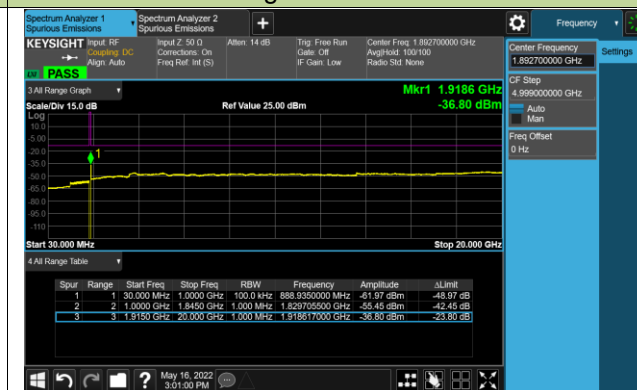 Spectrum Analyzer 1
Spurious Emissions
Spectrum Analyzer 2
Spurious Emissions
+
Frequency
KEYSIGHT
Input: RF
Coupling: DC
Align: Auto
Input Z: 50 Ω
Corrections: On
Freq Ref: Int (S)
Atten: 14 dB
Trig: Free Run
Gate: Off
IF Gain: Low
Center Freq: 1.892700000 GHz
Avg|Hold: 100/100
Radio Std: None
PASS
Center Frequency
1.892700000 GHz
Settings
CF Step
4.999000000 GHz
Auto
Man
Freq Offset
0 Hz
3 All Range Graph
Mkr1 1.9186 GHz
-36.80 dBm
Scale/Div 15.0 dB
Ref Value 25.00 dBm
Log
10.0
-5.00
-20.0
-35.0
-50.0
-65.0
-80.0
-95.0
-110
1
Start 30.000 MHz
Stop 20.000 GHz
4 All Range Table
Spur Range Start Freq Stop Freq RBW Frequency Amplitude ΔLimit
1 1 30.000 MHz 1.0000 GHz 100.0 kHz 888.9350000 MHz -61.97 dBm -48.97 dB
2 2 1.0000 GHz 1.8450 GHz 1.000 MHz 1.829705500 GHz -55.45 dBm -42.45 dB
3 3 1.9150 GHz 20.000 GHz 1.000 MHz 1.918617000 GHz -36.80 dBm -23.80 dB
?
May 16, 2022
3:01:00 PM